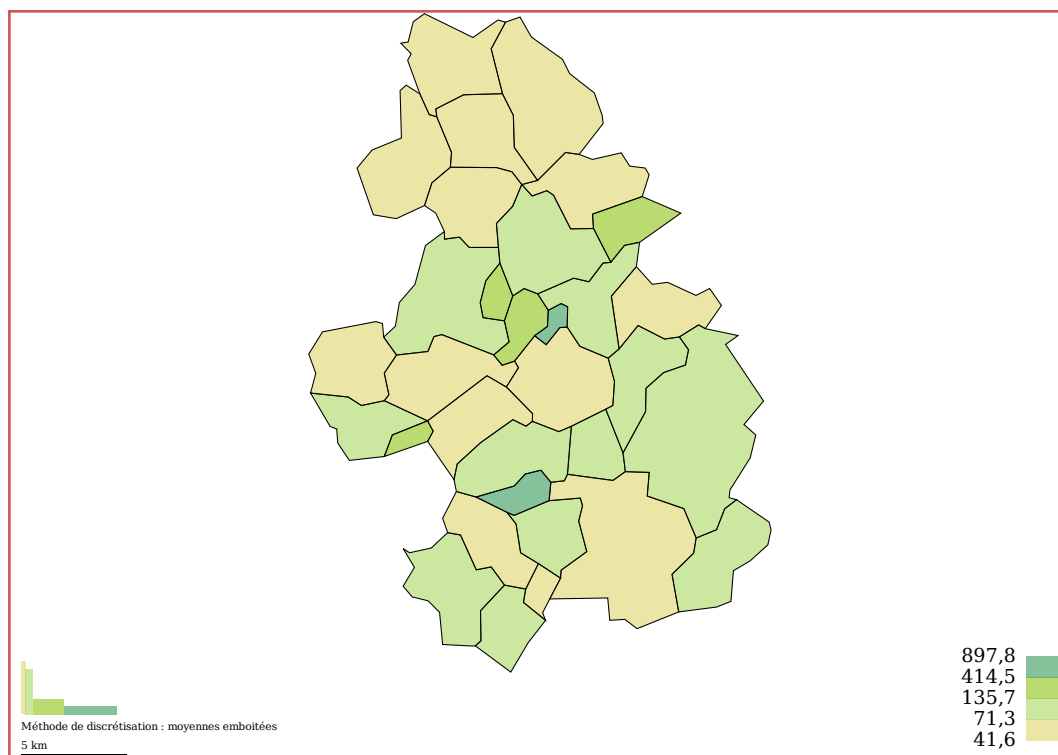 897,8
414,5
135,7
71,3
41,6
Méthode de discrétisation : moyennes emboitées
5 km